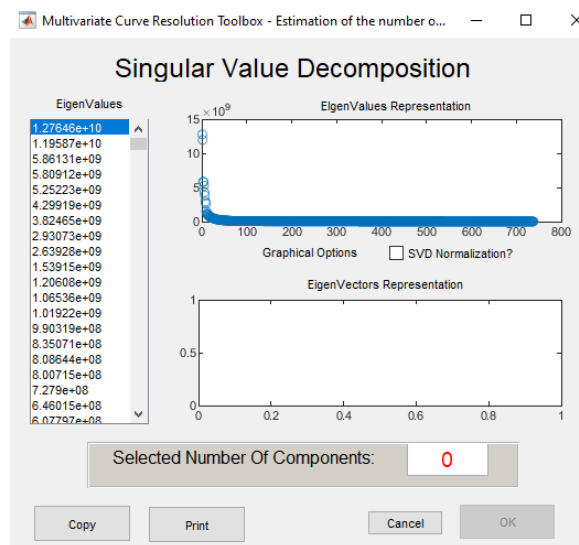 Multivariate Curve Resolution Toolbox - Estimation of the number o...
Singular Value Decomposition
EigenValues
1.27646e+10
1.19587e+10
5.86131e+09
5.80912e+09
5.25223e+09
4.29919e+09
3.82465e+09
2.93073e+09
2.63928e+09
1.53915e+09
1.20608e+09
1.06536e+09
1.01922e+09
9.90319e+08
8.35071e+08
8.08644e+08
8.00715e+08
7.279e+08
6.46015e+08
6.07797e+08
×10^9
EIgenValues Representation
15
10
5
0
0 100 200 300 400 500 600 700 800
Graphical Options SVD Normalization?
EigenVectors Representation
1
0.5
0
0 0.2 0.4 0.6 0.8 1
Selected Number Of Components: 0
Copy Print Cancel OK